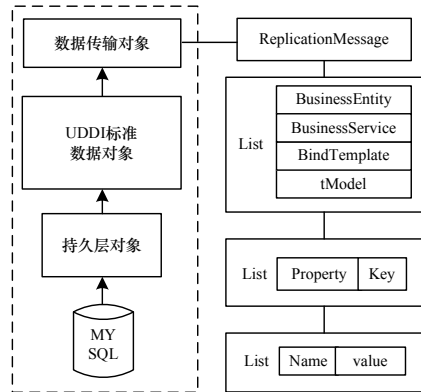 数据传输对象
UDDI标准
数据对象
持久层对象
MY
SQL
ReplicationMessage
List
BusinessEntity
BusinessService
BindTemplate
tModel
List
Property
Key
List
Name
value